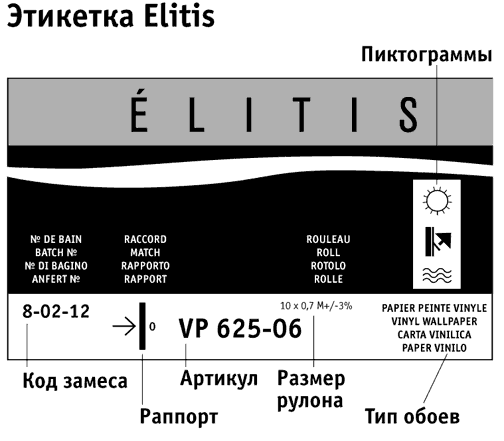 Этикетка Elitis
Пиктограммы
ÉLITIS
№ DE BAIN
BATCH №
№ DI BAGINO
ANFERT №
RACCORD
MATCH
RAPPORTO
RAPPORT
ROULEAU
ROLL
ROTOLO
ROLLE
8-02-12
0
VP 625-06
10 x 0,7 M+/-3%
PAPIER PEINTE VINYLE
VINYL WALLPAPER
CARTA VINILICA
PAPER VINILO
Код замеса
Раппорт
Артикул
Размер
рулона
Тип обоев